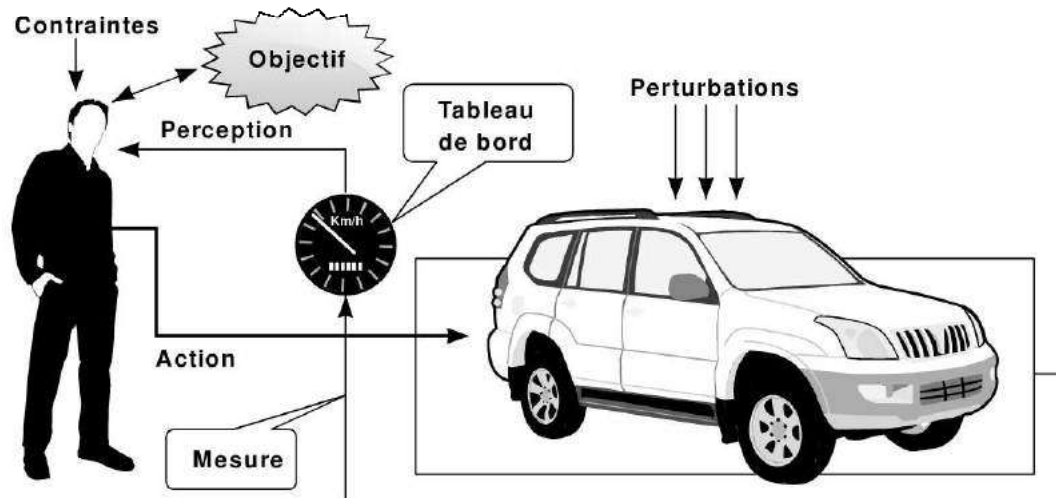 Contraintes
Objectif
Perception
Tableau
de bord
Perturbations
Km/h
Action
Mesure